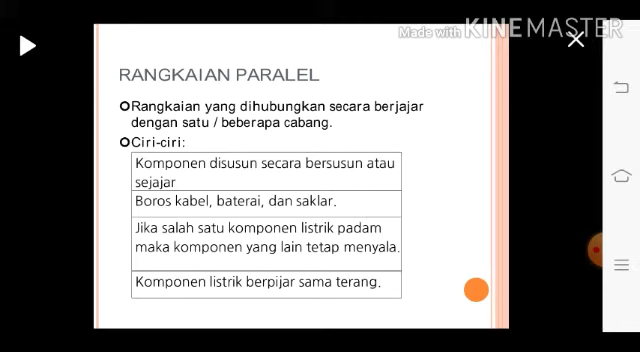 Made with KINEMASTER
RANGKAIAN PARALEL
Rangkaian yang dihubungkan secara berjajar
dengan satu / beberapa cabang.
Ciri-ciri:
Komponen disusun secara bersusun atau
sejajar
Boros kabel, baterai, dan saklar.
Jika salah satu komponen listrik padam
maka komponen yang lain tetap menyala.
Komponen listrik berpijar sama terang.